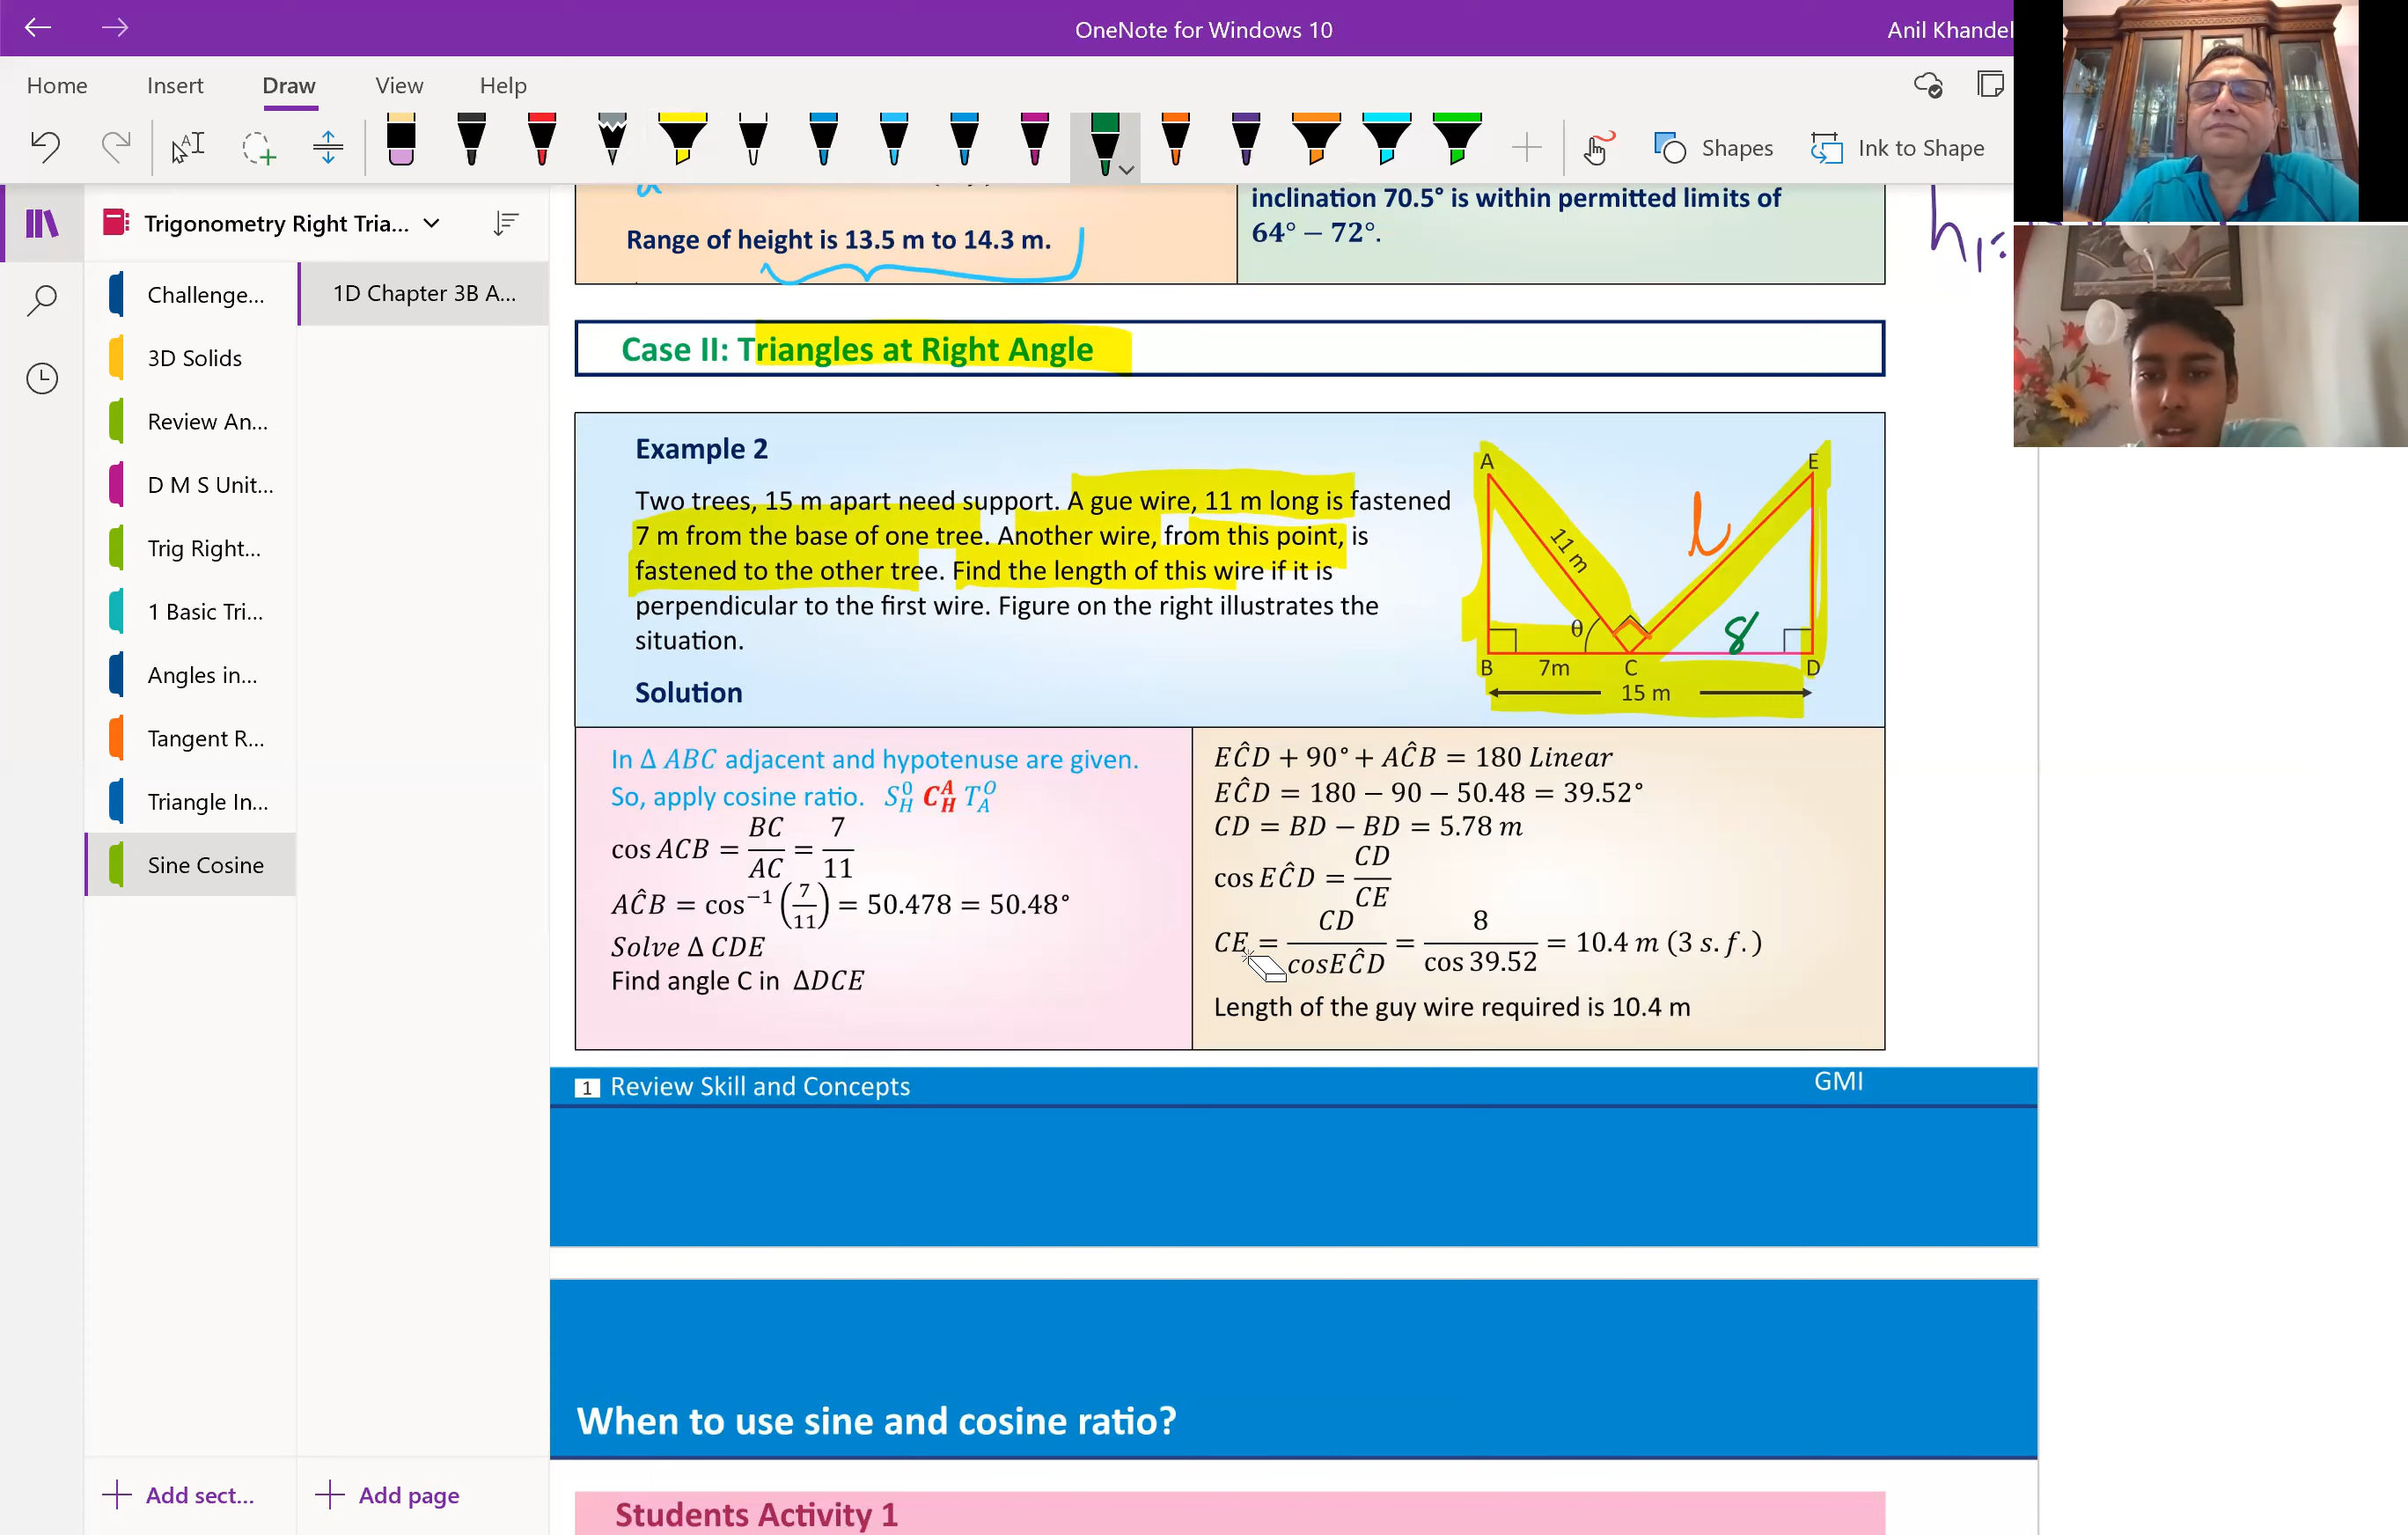 OneNote for Windows 10
Anil Khandel
Home Insert Draw View Help
Shapes
Ink to Shape
Trigonometry Right Tria...
Challenge...
3D Solids
Review An...
D M S Unit...
Trig Right...
1 Basic Tri...
Angles in...
Tangent R...
Triangle In...
Sine Cosine
Add sect...
1D Chapter 3B A...
Add page
Range of height is 13.5 m to 14.3 m.
inclination 70.5° is within permitted limits of
64° − 72°.
h₁:
Case II: Triangles at Right Angle
Example 2
Two trees, 15 m apart need support. A gue wire, 11 m long is fastened
7 m from the base of one tree. Another wire, from this point, is
fastened to the other tree. Find the length of this wire if it is
perpendicular to the first wire. Figure on the right illustrates the
situation.
Solution
A E
11 m l
θ 8
B 7m C D
15 m
In Δ ABC adjacent and hypotenuse are given.
So, apply cosine ratio. S^0_H C^A_H T^O_A
cos ACB = BC/AC = 7/11
AĈB = cos⁻¹ (7/11) = 50.478 = 50.48°
Solve Δ CDE
Find angle C in ΔDCE
EĈD + 90° + AĈB = 180 Linear
EĈD = 180 − 90 − 50.48 = 39.52°
CD = BD − BD = 5.78 m
cos EĈD = CD/CE
CE = CD/cosEĈD = 8/cos 39.52 = 10.4 m (3 s.f.)
Length of the guy wire required is 10.4 m
1 Review Skill and Concepts
GMI
When to use sine and cosine ratio?
Students Activity 1